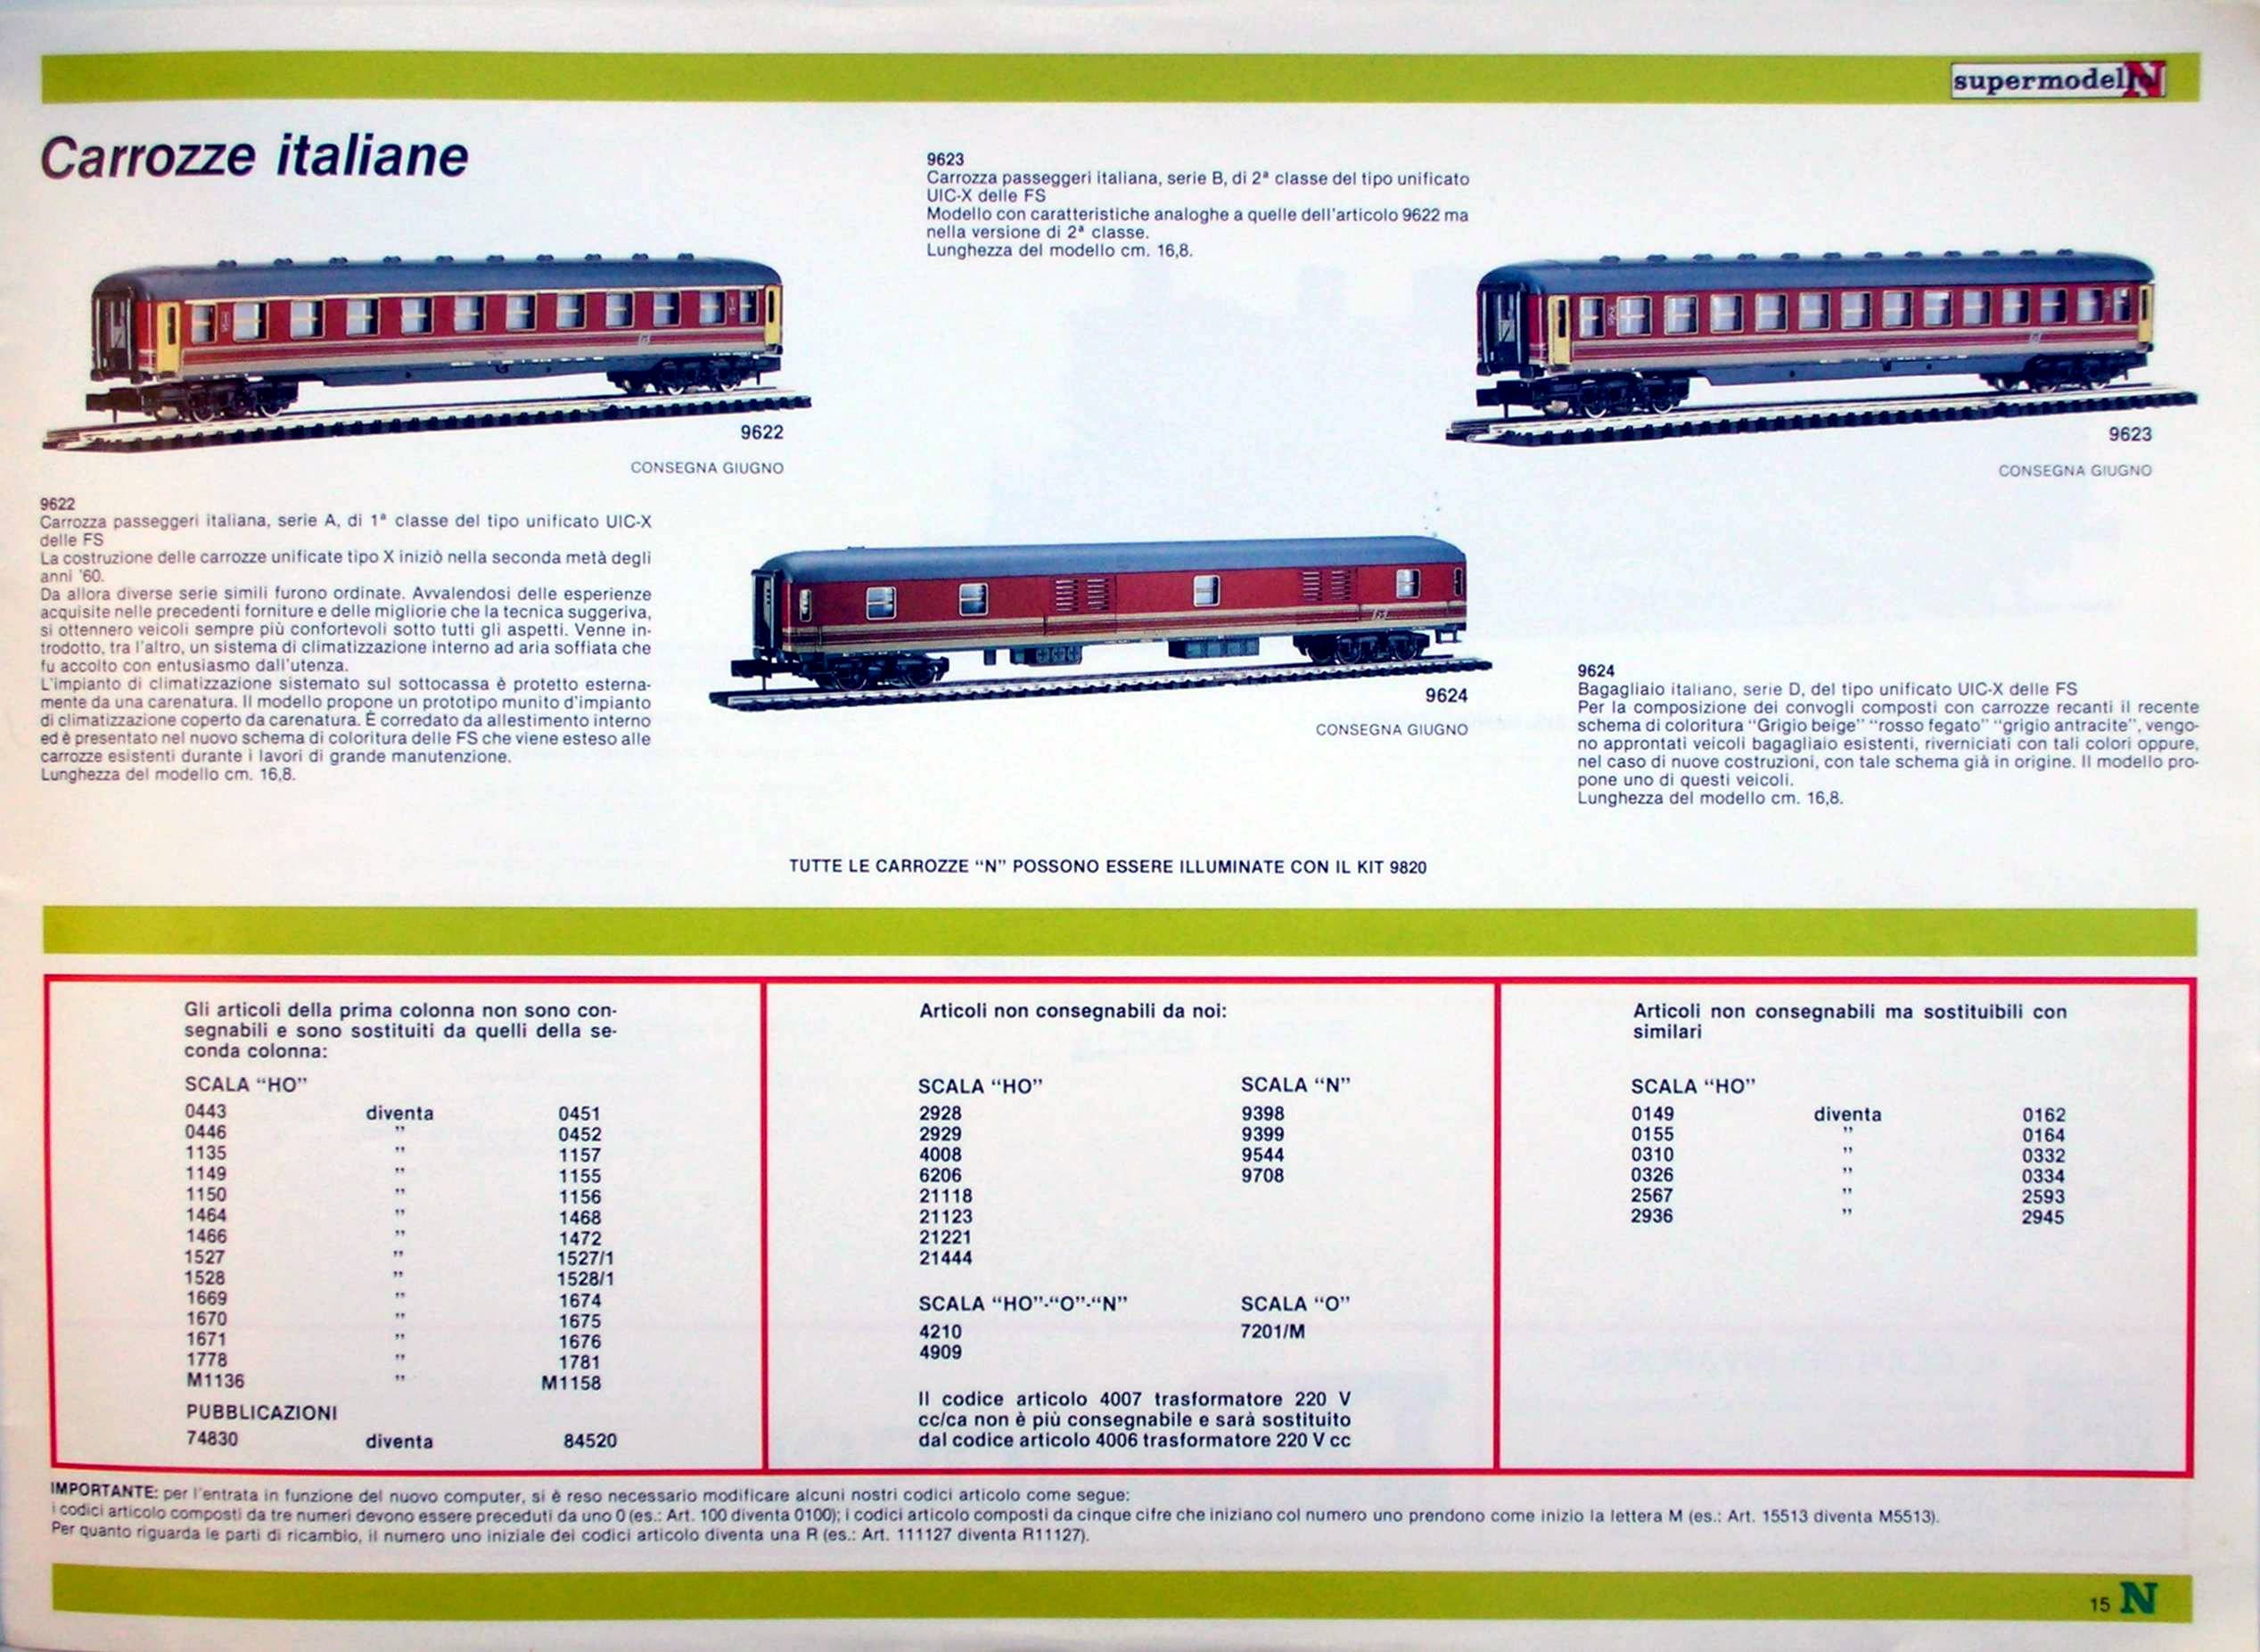 supermodello N
Carrozze italiane
9623
Carrozza passeggeri italiana, serie B, di 2ª classe del tipo unificato
UIC-X delle FS
Modello con caratteristiche analoghe a quelle dell'articolo 9622 ma
nella versione di 2ª classe.
Lunghezza del modello cm. 16,8.
9622
CONSEGNA GIUGNO
9623
CONSEGNA GIUGNO
9622
Carrozza passeggeri italiana, serie A, di 1ª classe del tipo unificato UIC-X
delle FS
La costruzione delle carrozze unificate tipo X iniziò nella seconda metà degli
anni '60.
Da allora diverse serie simili furono ordinate. Avvalendosi delle esperienze
acquisite nelle precedenti forniture e delle migliorie che la tecnica suggeriva,
si ottennero veicoli sempre più confortevoli sotto tutti gli aspetti. Venne in-
trodotto, tra l'altro, un sistema di climatizzazione interno ad aria soffiata che
fu accolto con entusiasmo dall'utenza.
L'impianto di climatizzazione sistemato sul sottocassa è protetto esterna-
mente da una carenatura. Il modello propone un prototipo munito d'impianto
di climatizzazione coperto da carenatura. È corredato da allestimento interno
ed è presentato nel nuovo schema di coloritura delle FS che viene esteso alle
carrozze esistenti durante i lavori di grande manutenzione.
Lunghezza del modello cm. 16,8.
9624
CONSEGNA GIUGNO
9624
Bagagliaio italiano, serie D, del tipo unificato UIC-X delle FS
Per la composizione dei convogli composti con carrozze recanti il recente
schema di coloritura "Grigio beige" "rosso fegato" "grigio antracite", vengo-
no approntati veicoli bagagliaio esistenti, riverniciati con tali colori oppure,
nel caso di nuove costruzioni, con tale schema già in origine. Il modello pro-
pone uno di questi veicoli.
Lunghezza del modello cm. 16,8.
TUTTE LE CARROZZE "N" POSSONO ESSERE ILLUMINATE CON IL KIT 9820
Gli articoli della prima colonna non sono con-
segnabili e sono sostituiti da quelli della se-
conda colonna:
SCALA "HO"
0443 diventa 0451
0446 " 0452
1135 " 1157
1149 " 1155
1150 " 1156
1464 " 1468
1466 " 1472
1527 " 1527/1
1528 " 1528/1
1669 " 1674
1670 " 1675
1671 " 1676
1778 " 1781
M1136 " M1158
PUBBLICAZIONI
74830 diventa 84520
Articoli non consegnabili da noi:
SCALA "HO" SCALA "N"
2928 9398
2929 9399
4008 9544
6206 9708
21118
21123
21221
21444
SCALA "HO"-"O"-"N" SCALA "O"
4210 7201/M
4909
Il codice articolo 4007 trasformatore 220 V
cc/ca non è più consegnabile e sarà sostituito
dal codice articolo 4006 trasformatore 220 V cc
Articoli non consegnabili ma sostituibili con
similari
SCALA "HO"
0149 diventa 0162
0155 " 0164
0310 " 0332
0326 " 0334
2567 " 2593
2936 " 2945
IMPORTANTE: per l'entrata in funzione del nuovo computer, si è reso necessario modificare alcuni nostri codici articolo come segue:
i codici articolo composti da tre numeri devono essere preceduti da uno 0 (es.: Art. 100 diventa 0100); i codici articolo composti da cinque cifre che iniziano col numero uno prendono come inizio la lettera M (es.: Art. 15513 diventa M5513).
Per quanto riguarda le parti di ricambio, il numero uno iniziale dei codici articolo diventa una R (es.: Art. 111127 diventa R11127).
15 N